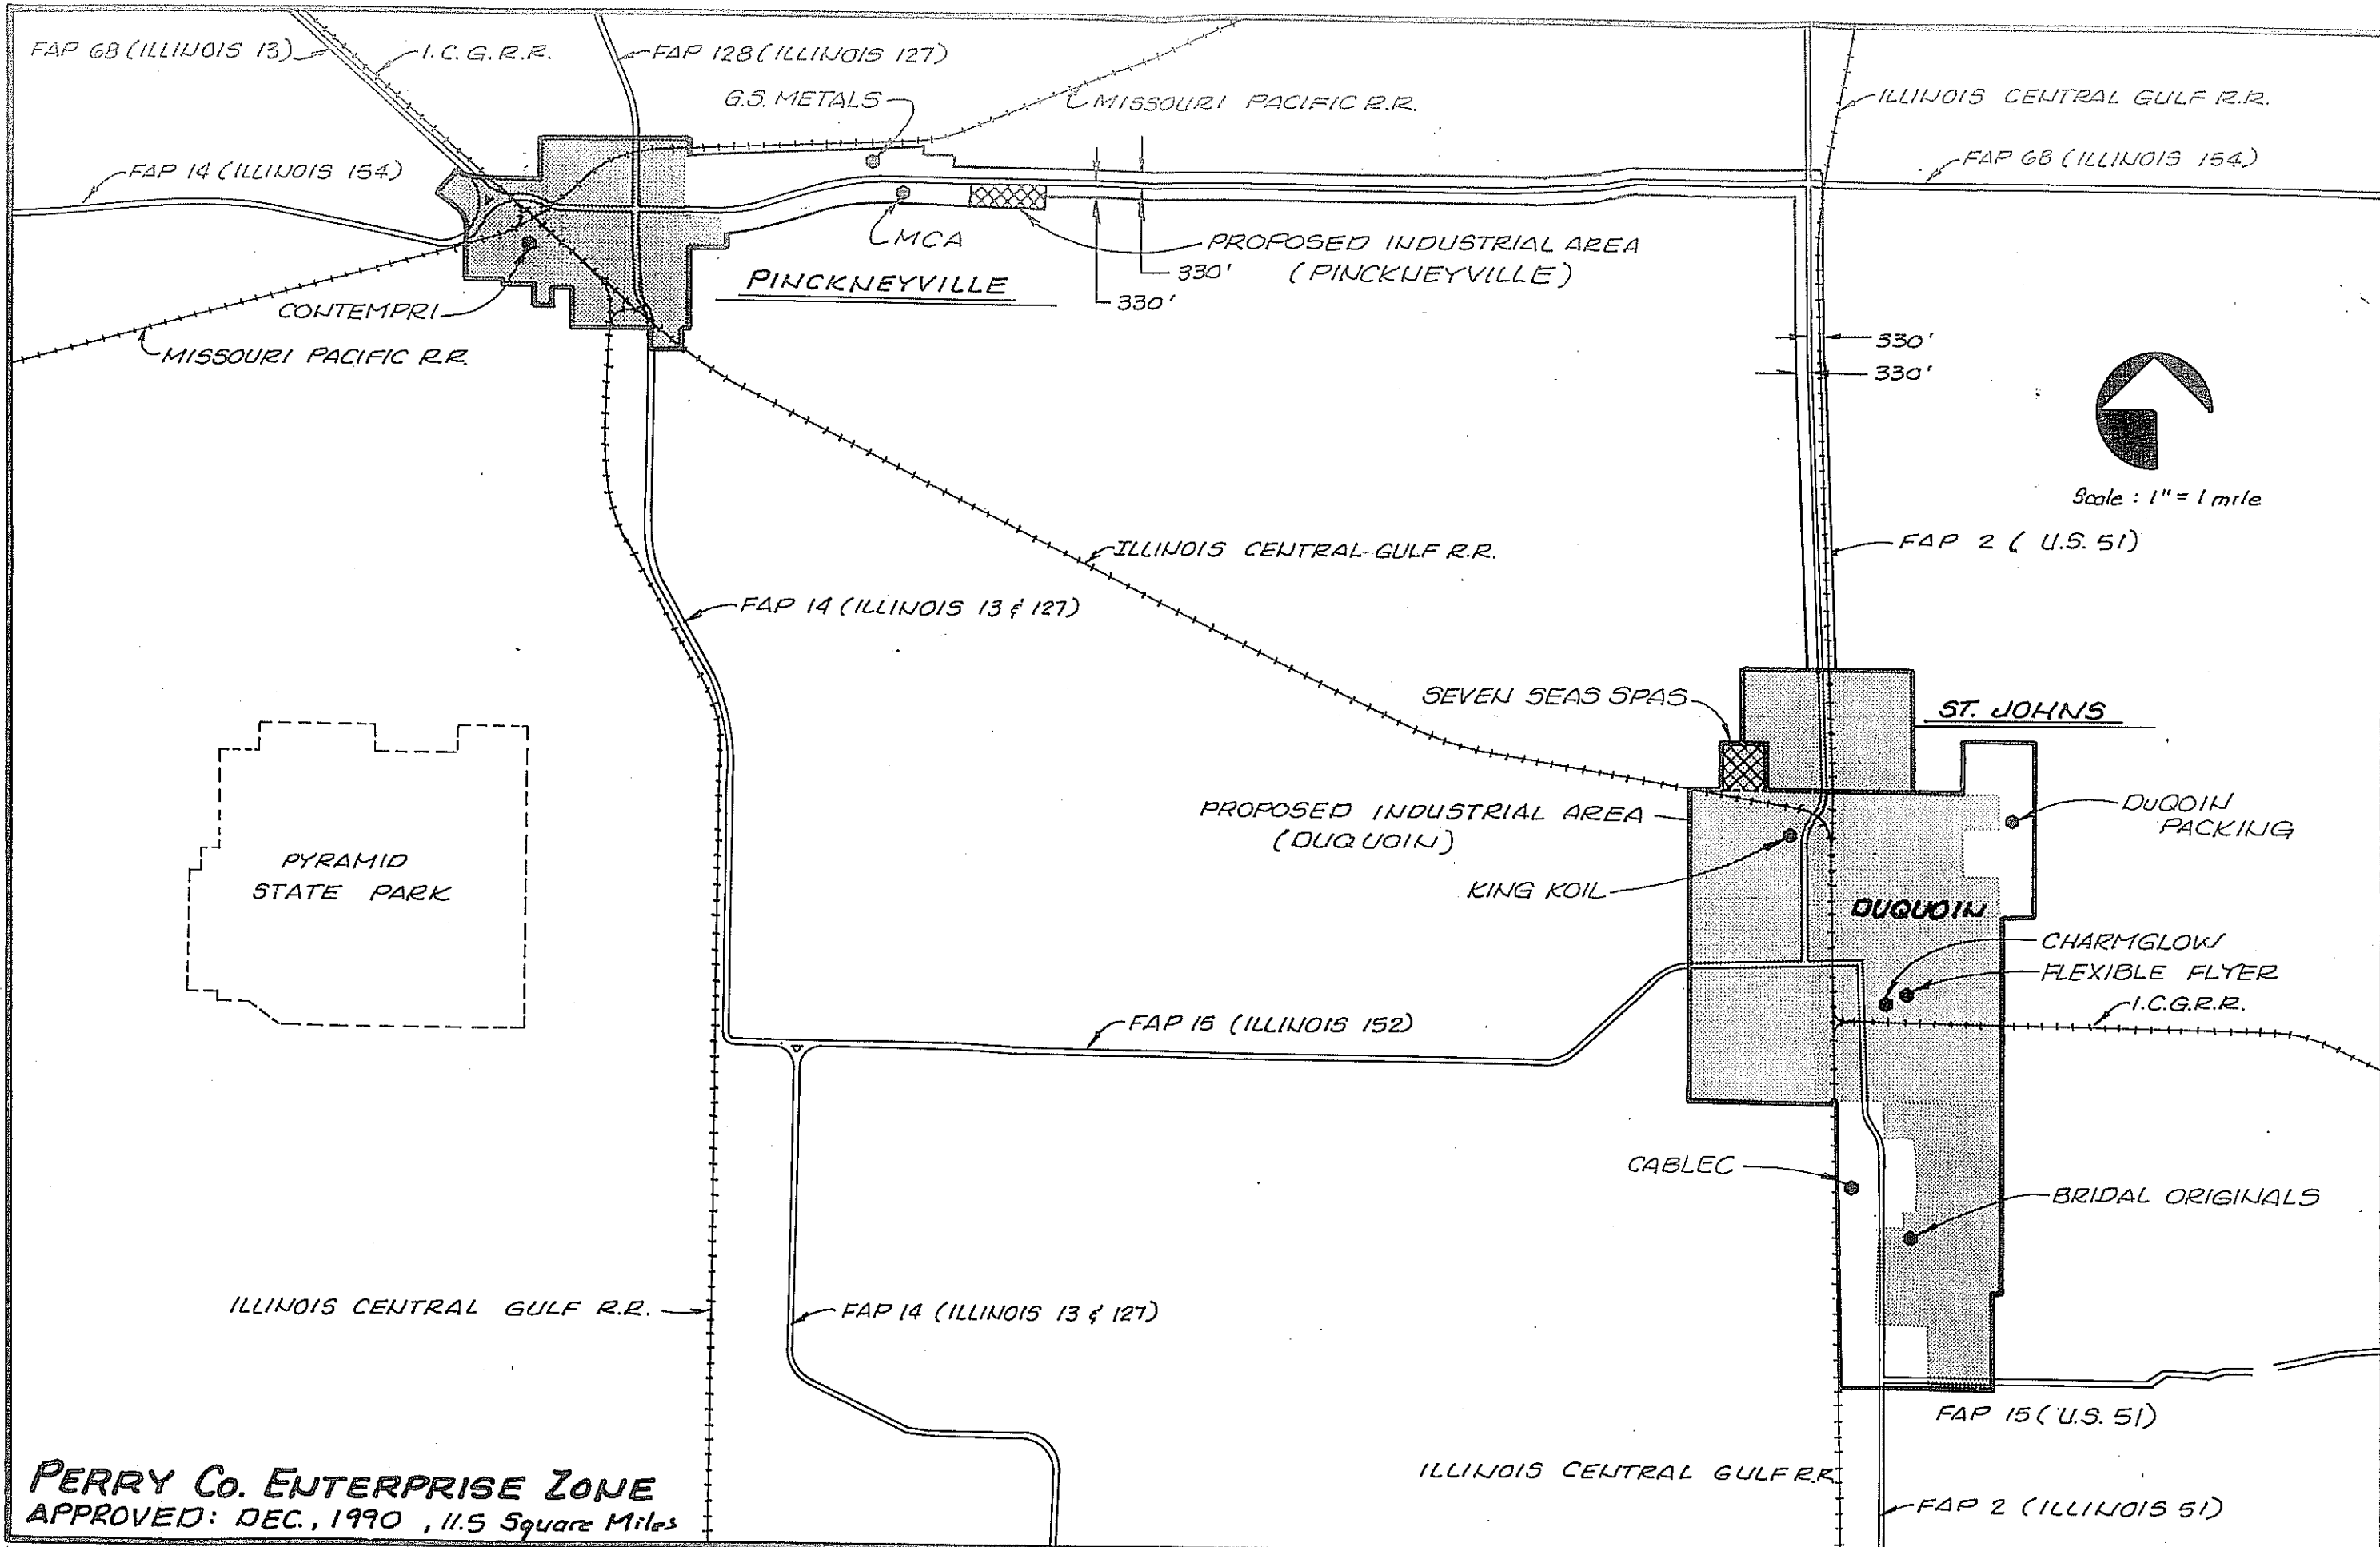 FAP 68 (ILLINOIS 13)
I.C.G.R.R.
FAP 128 (ILLINOIS 127)
G.S. METALS
MISSOURI PACIFIC R.R.
ILLINOIS CENTRAL GULF R.R.
FAP 14 (ILLINOIS 154)
FAP 68 (ILLINOIS 154)
MCA
PROPOSED INDUSTRIAL AREA
(PINCKNEYVILLE)
330'
330'
PINCKNEYVILLE
CONTEMPRI
MISSOURI PACIFIC R.R.
330'
330'
Scale : 1" = 1 mile
FAP 2 ( U.S. 51)
ILLINOIS CENTRAL GULF R.R.
FAP 14 (ILLINOIS 13 & 127)
SEVEN SEAS SPAS
ST. JOHNS
PROPOSED INDUSTRIAL AREA
(DUQUOIN)
DUQOIN
PACKING
KING KOIL
PYRAMID
STATE PARK
DUQUOIN
CHARMGLOW
FLEXIBLE FLYER
I.C.G.R.R.
FAP 15 (ILLINOIS 152)
CABLEC
BRIDAL ORIGINALS
ILLINOIS CENTRAL GULF R.R.
FAP 14 (ILLINOIS 13 & 127)
FAP 15 (U.S. 51)
ILLINOIS CENTRAL GULF R.R.
FAP 2 (ILLINOIS 51)
PERRY CO. ENTERPRISE ZONE
APPROVED: DEC., 1990 , 11.5 Square Miles